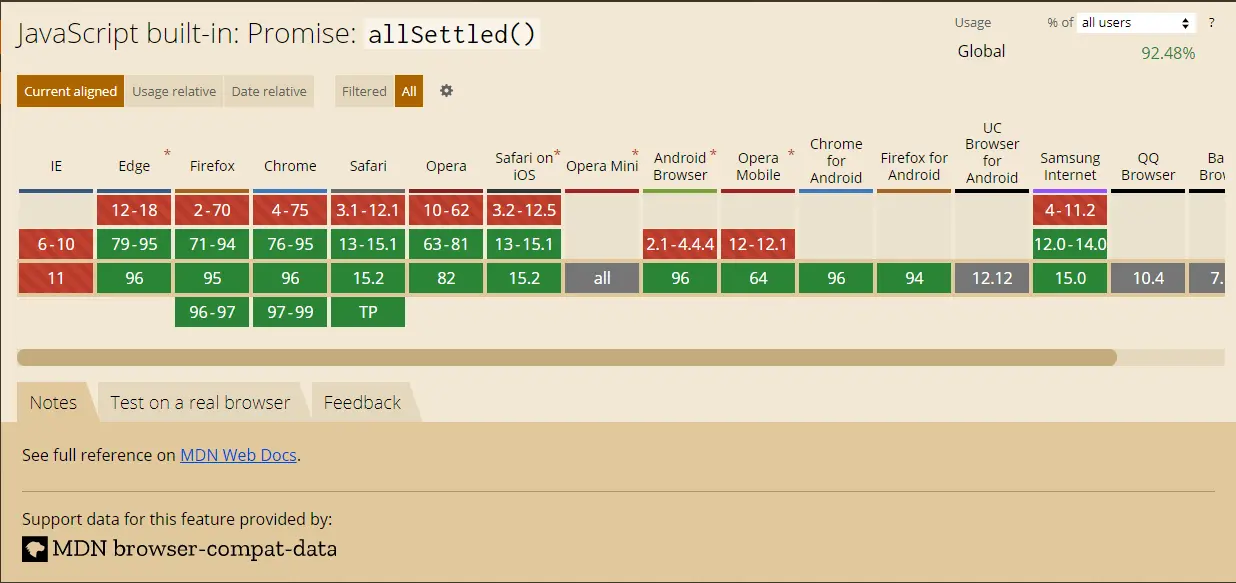 JavaScript built-in: Promise: allSettled()
Usage % of all users ?
Global 92.48%
Current aligned Usage relative Date relative Filtered All
IE Edge * Firefox Chrome Safari Opera Safari on iOS * Opera Mini * Android Browser * Opera Mobile * Chrome for Android Firefox for Android UC Browser for Android Samsung Internet QQ Browser Ba Brow
12-18 2-70 4-75 3.1-12.1 10-62 3.2-12.5 4-11.2
6-10 79-95 71-94 76-95 13-15.1 63-81 13-15.1 2.1-4.4.4 12-12.1 12.0-14.0
11 96 95 96 15.2 82 15.2 all 96 64 96 94 12.12 15.0 10.4 7.
96-97 97-99 TP
Notes Test on a real browser Feedback
See full reference on MDN Web Docs.
Support data for this feature provided by:
MDN browser-compat-data